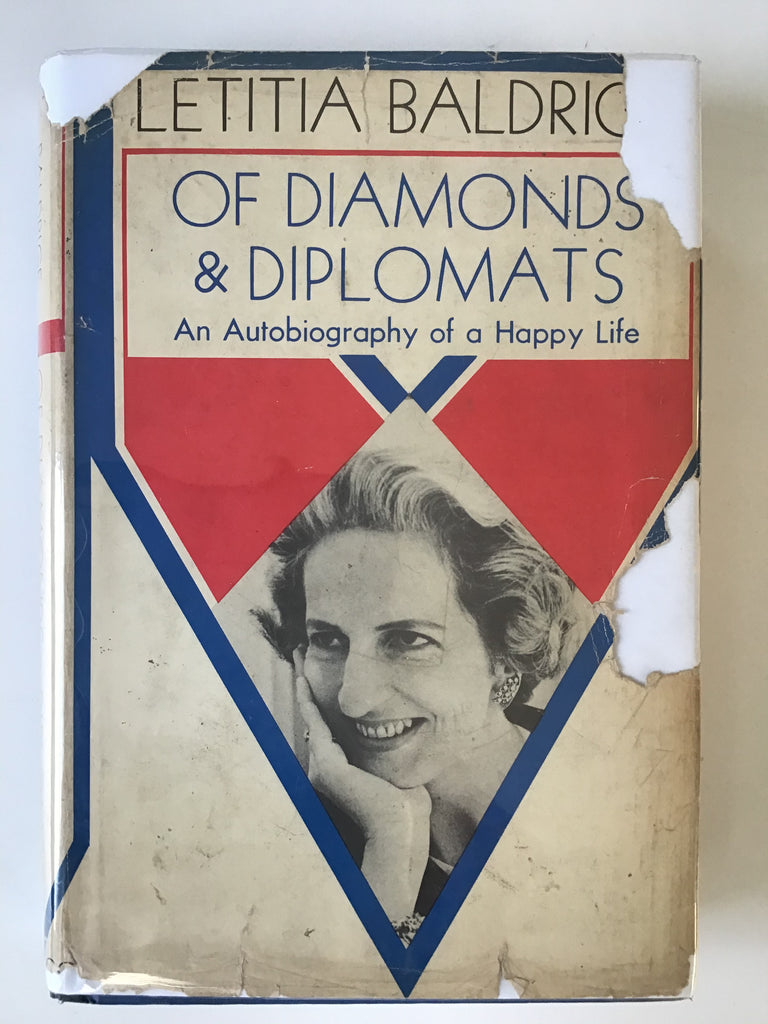 LETITIA BALDRIG
OF DIAMONDS
& DIPLOMATS
An Autobiography of a Happy Life